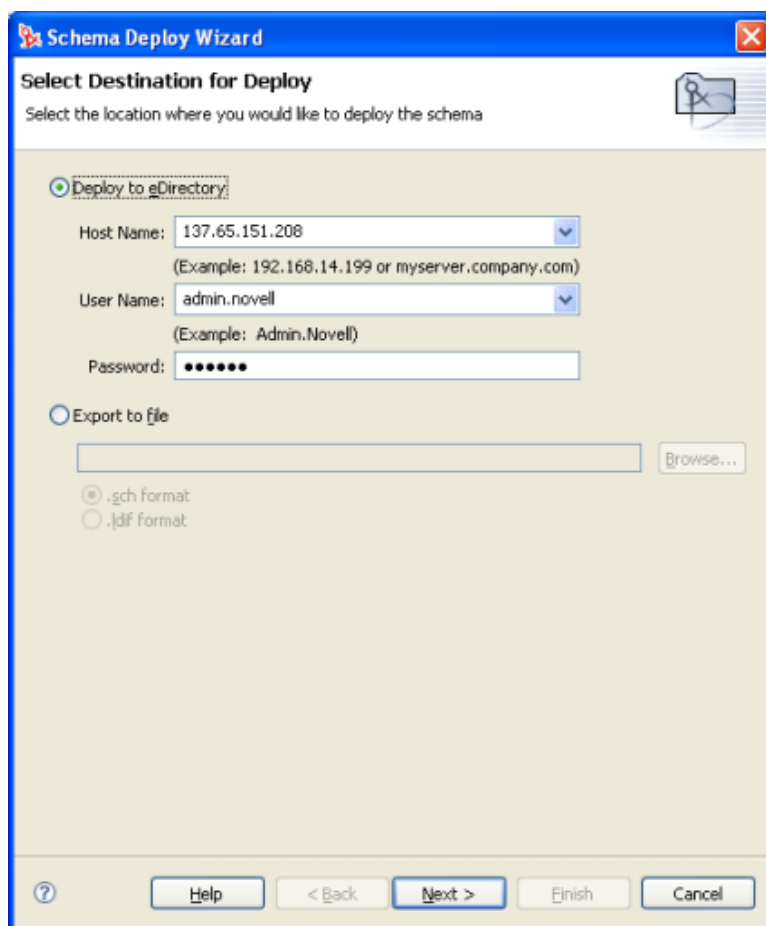 Schema Deploy Wizard
Select Destination for Deploy
Select the location where you would like to deploy the schema
Deploy to eDirectory
Host Name: 137.65.151.208
(Example: 192.168.14.199 or myserver.company.com)
User Name: admin.novell
(Example: Admin.Novell)
Password: ●●●●●●
Export to file
Browse...
.sch format
.ldif format
? Help < Back Next > Finish Cancel